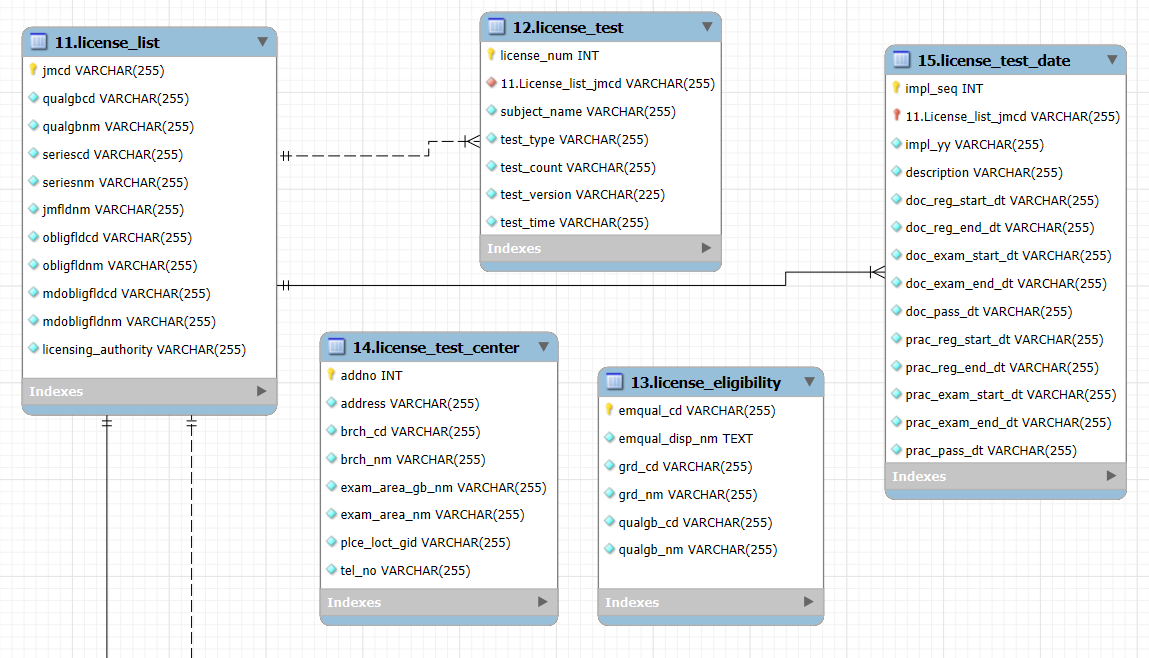 11.license_list
jmcd VARCHAR(255)
qualgbcd VARCHAR(255)
qualgbnm VARCHAR(255)
seriescd VARCHAR(255)
seriesnm VARCHAR(255)
jmfldnm VARCHAR(255)
obligfldcd VARCHAR(255)
obligfldnm VARCHAR(255)
mdobligfldcd VARCHAR(255)
mdobligfldnm VARCHAR(255)
licensing_authority VARCHAR(255)
Indexes
12.license_test
license_num INT
11.License_list_jmcd VARCHAR(255)
subject_name VARCHAR(255)
test_type VARCHAR(255)
test_count VARCHAR(255)
test_version VARCHAR(225)
test_time VARCHAR(255)
Indexes
15.license_test_date
impl_seq INT
11.License_list_jmcd VARCHAR(255)
impl_yy VARCHAR(255)
description VARCHAR(255)
doc_reg_start_dt VARCHAR(255)
doc_reg_end_dt VARCHAR(255)
doc_exam_start_dt VARCHAR(255)
doc_exam_end_dt VARCHAR(255)
doc_pass_dt VARCHAR(255)
prac_reg_start_dt VARCHAR(255)
prac_reg_end_dt VARCHAR(255)
prac_exam_start_dt VARCHAR(255)
prac_exam_end_dt VARCHAR(255)
prac_pass_dt VARCHAR(255)
Indexes
14.license_test_center
addno INT
address VARCHAR(255)
brch_cd VARCHAR(255)
brch_nm VARCHAR(255)
exam_area_gb_nm VARCHAR(255)
exam_area_nm VARCHAR(255)
plce_loct_gid VARCHAR(255)
tel_no VARCHAR(255)
Indexes
13.license_eligibility
emqual_cd VARCHAR(255)
emqual_disp_nm TEXT
grd_cd VARCHAR(255)
grd_nm VARCHAR(255)
qualgb_cd VARCHAR(255)
qualgb_nm VARCHAR(255)
Indexes